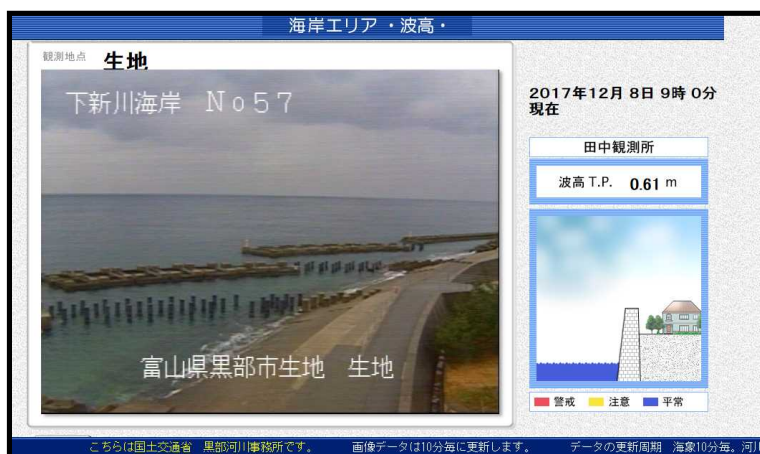 海岸エリア ・波高・
観測地点 生地
下新川海岸 No57
富山県黒部市生地 生地
2017年12月 8日 9時 0分
現在
田中観測所
波高 T.P. 0.61 m
警戒 注意 平常
こちらは国土交通省 黒部河川事務所です。 画像データは10分毎に更新します。 データの更新周期 海象10分毎。河川